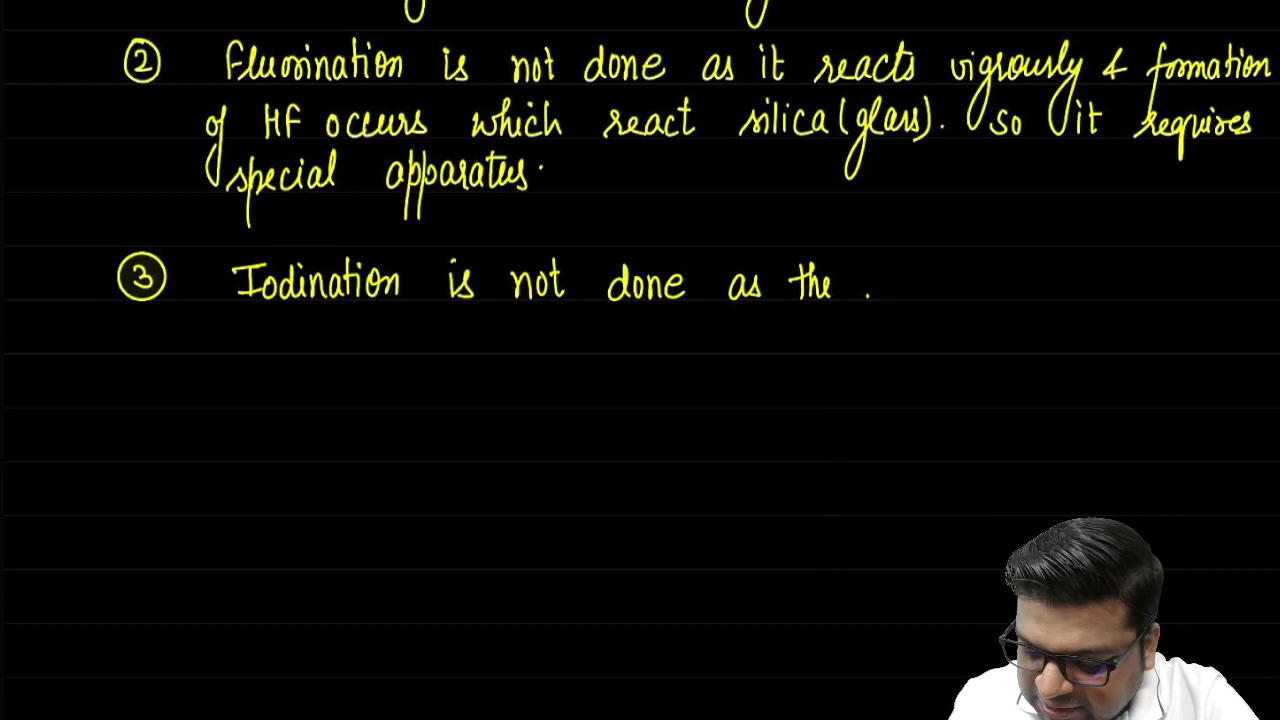 ② Fluorination is not done as it reacts vigrously & formation
of HF occurs which react silica (glass). So it requires
special apparatus.
③ Iodination is not done as the .